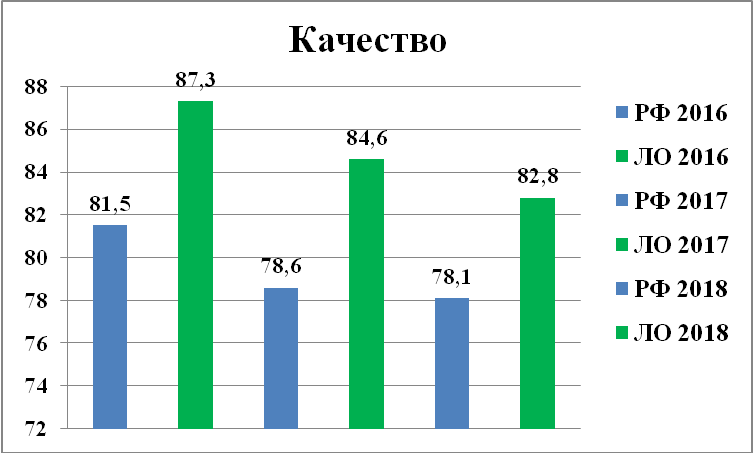 Качество
88
86
84
82
80
78
76
74
72
81,5
87,3
78,6
84,6
78,1
82,8
РФ 2016
ЛО 2016
РФ 2017
ЛО 2017
РФ 2018
ЛО 2018